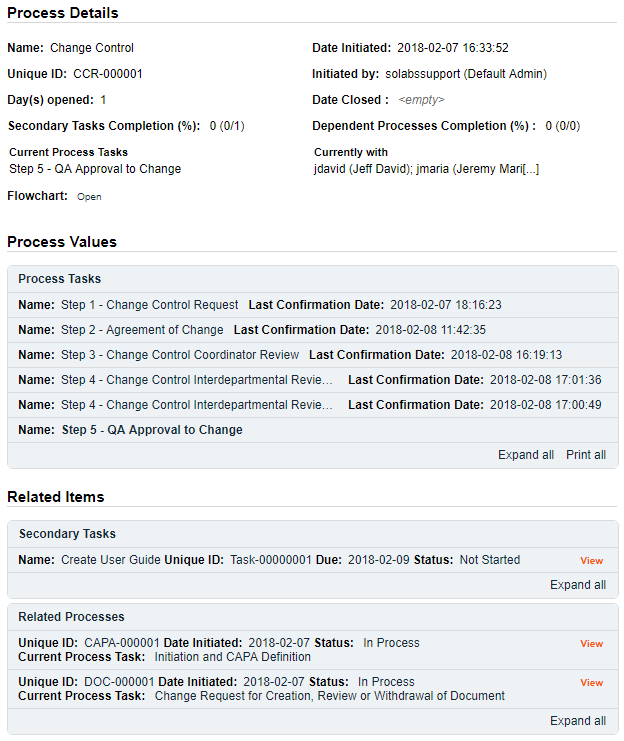 Process Details
Name: Change Control Date Initiated: 2018-02-07 16:33:52
Unique ID: CCR-000001 Initiated by: solabssupport (Default Admin)
Day(s) opened: 1 Date Closed : <empty>
Secondary Tasks Completion (%): 0 (0/1) Dependent Processes Completion (%) : 0 (0/0)
Current Process Tasks Currently with
Step 5 - QA Approval to Change jdavid (Jeff David); jmaria (Jeremy Mari[...]
Flowchart: Open
Process Values
Process Tasks
Name: Step 1 - Change Control Request Last Confirmation Date: 2018-02-07 18:16:23
Name: Step 2 - Agreement of Change Last Confirmation Date: 2018-02-08 11:42:35
Name: Step 3 - Change Control Coordinator Review Last Confirmation Date: 2018-02-08 16:19:13
Name: Step 4 - Change Control Interdepartmental Revie... Last Confirmation Date: 2018-02-08 17:01:36
Name: Step 4 - Change Control Interdepartmental Revie... Last Confirmation Date: 2018-02-08 17:00:49
Name: Step 5 - QA Approval to Change
Expand all Print all
Related Items
Secondary Tasks
Name: Create User Guide Unique ID: Task-00000001 Due: 2018-02-09 Status: Not Started View
Expand all
Related Processes
Unique ID: CAPA-000001 Date Initiated: 2018-02-07 Status: In Process View
Current Process Task: Initiation and CAPA Definition
Unique ID: DOC-000001 Date Initiated: 2018-02-07 Status: In Process View
Current Process Task: Change Request for Creation, Review or Withdrawal of Document
Expand all